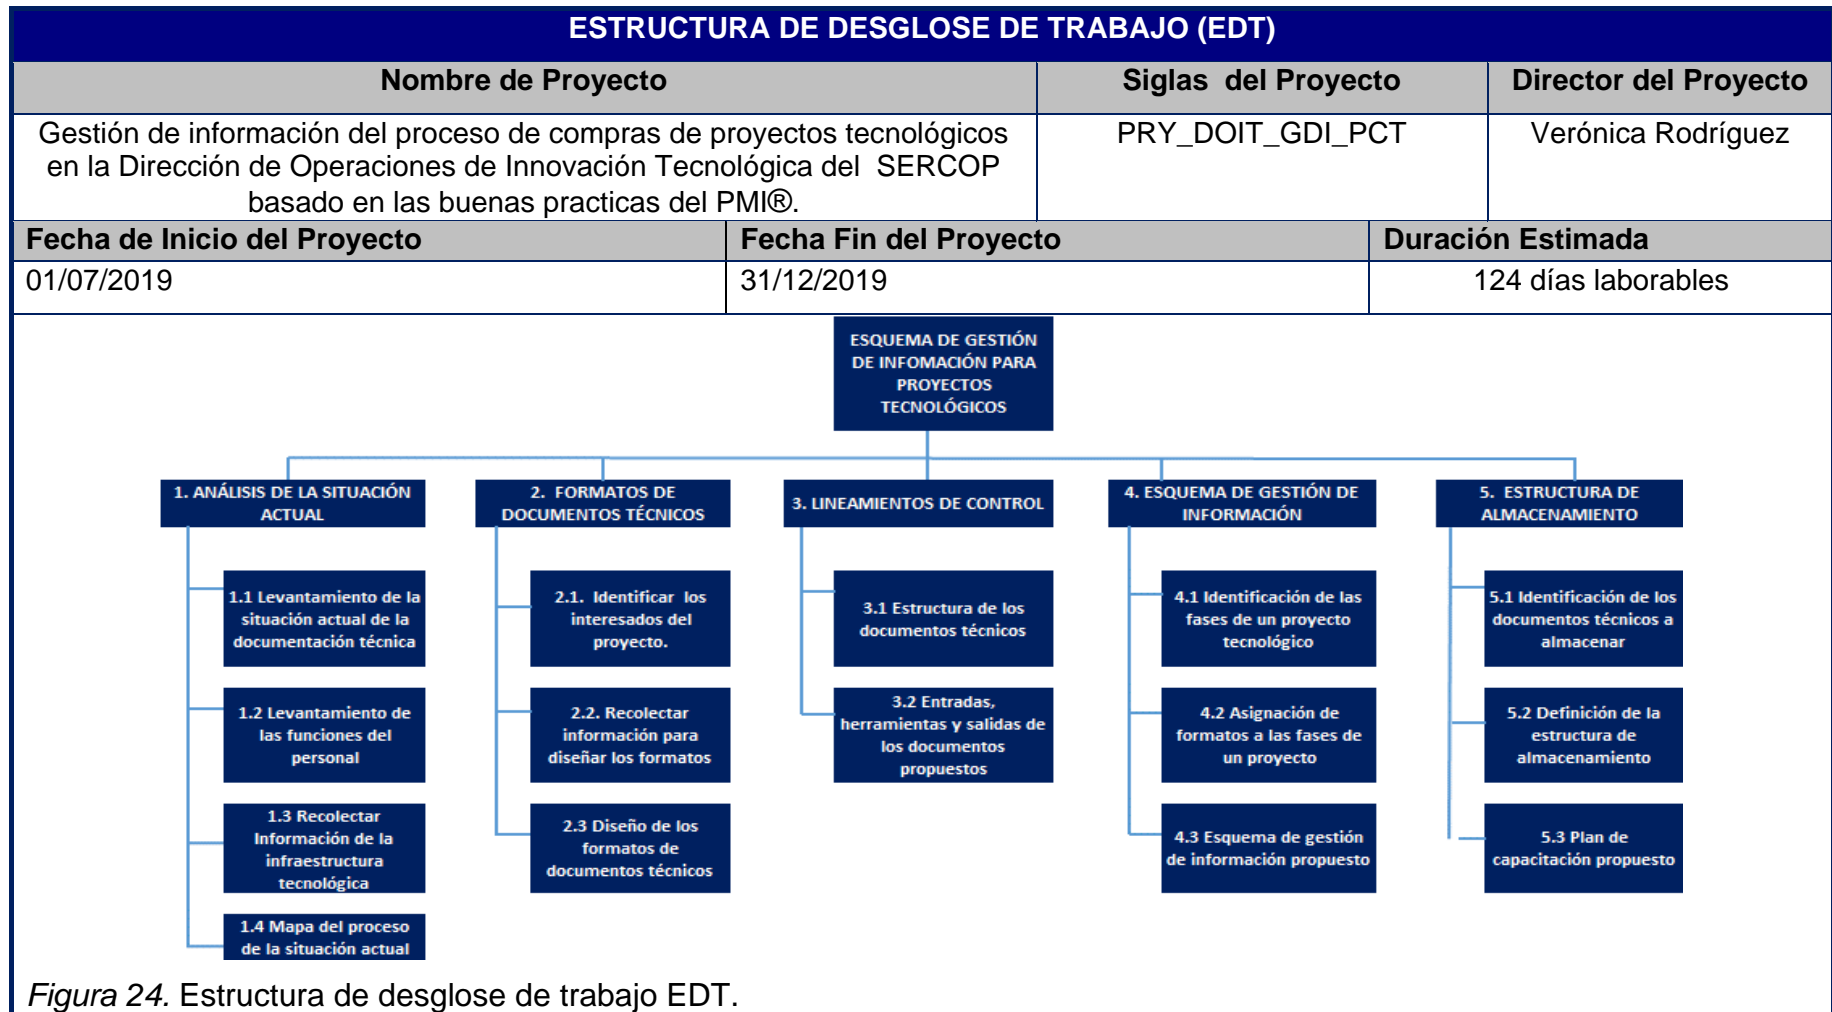 ESTRUCTURA DE DESGLOSE DE TRABAJO (EDT)
Nombre de Proyecto
Siglas del Proyecto
Director del Proyecto
Gestión de información del proceso de compras de proyectos tecnológicos
en la Dirección de Operaciones de Innovación Tecnológica del SERCOP
basado en las buenas practicas del PMI®.
PRY_DOIT_GDI_PCT
Verónica Rodríguez
Fecha de Inicio del Proyecto
Fecha Fin del Proyecto
Duración Estimada
01/07/2019
31/12/2019
124 días laborables
ESQUEMA DE GESTIÓN
DE INFOMACIÓN PARA
PROYECTOS
TECNOLÓGICOS
1. ANÁLISIS DE LA SITUACIÓN
ACTUAL
1.1 Levantamiento de la
situación actual de la
documentación técnica
1.2 Levantamiento de
las funciones del
personal
1.3 Recolectar
Información de la
infraestructura
tecnológica
1.4 Mapa del proceso
de la situación actual
2. FORMATOS DE
DOCUMENTOS TÉCNICOS
2.1. Identificar los
interesados del
proyecto.
2.2. Recolectar
información para
diseñar los formatos
2.3 Diseño de los
formatos de
documentos técnicos
3. LINEAMIENTOS DE CONTROL
3.1 Estructura de los
documentos técnicos
3.2 Entradas,
herramientas y salidas de
los documentos
propuestos
4. ESQUEMA DE GESTIÓN DE
INFORMACIÓN
4.1 Identificación de las
fases de un proyecto
tecnológico
4.2 Asignación de
formatos a las fases de
un proyecto
4.3 Esquema de gestión
de información propuesto
5. ESTRUCTURA DE
ALMACENAMIENTO
5.1 Identificación de los
documentos técnicos a
almacenar
5.2 Definición de la
estructura de
almacenamiento
5.3 Plan de
capacitación propuesto
Figura 24. Estructura de desglose de trabajo EDT.